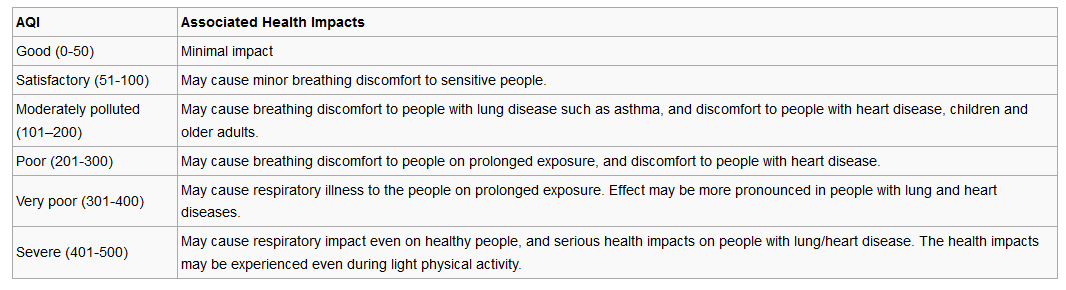 AQI Associated Health Impacts
Good (0-50) Minimal impact
Satisfactory (51-100) May cause minor breathing discomfort to sensitive people.
Moderately polluted
(101–200)
May cause breathing discomfort to people with lung disease such as asthma, and discomfort to people with heart disease, children and
older adults.
Poor (201-300) May cause breathing discomfort to people on prolonged exposure, and discomfort to people with heart disease.
Very poor (301-400)
May cause respiratory illness to the people on prolonged exposure. Effect may be more pronounced in people with lung and heart
diseases.
Severe (401-500)
May cause respiratory impact even on healthy people, and serious health impacts on people with lung/heart disease. The health impacts
may be experienced even during light physical activity.